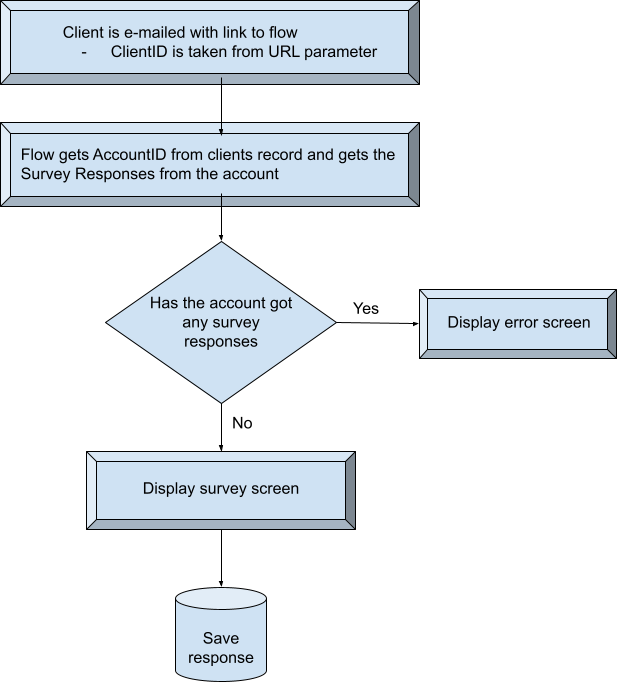 Client is e-mailed with link to flow
- ClientID is taken from URL parameter
Flow gets AccountID from clients record and gets the
Survey Responses from the account
Has the account got
any survey
responses
Yes
Display error screen
No
Display survey screen
Save
response